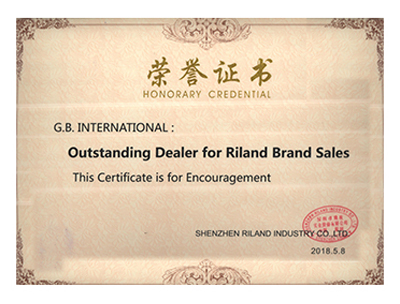 荣誉证书
HONORARY CREDENTIAL
G.B. INTERNATIONAL :
Outstanding Dealer for Riland Brand Sales
This Certificate is for Encouragement
SHENZHEN RILAND INDUSTRY CO.,LTD.
2018.5.8